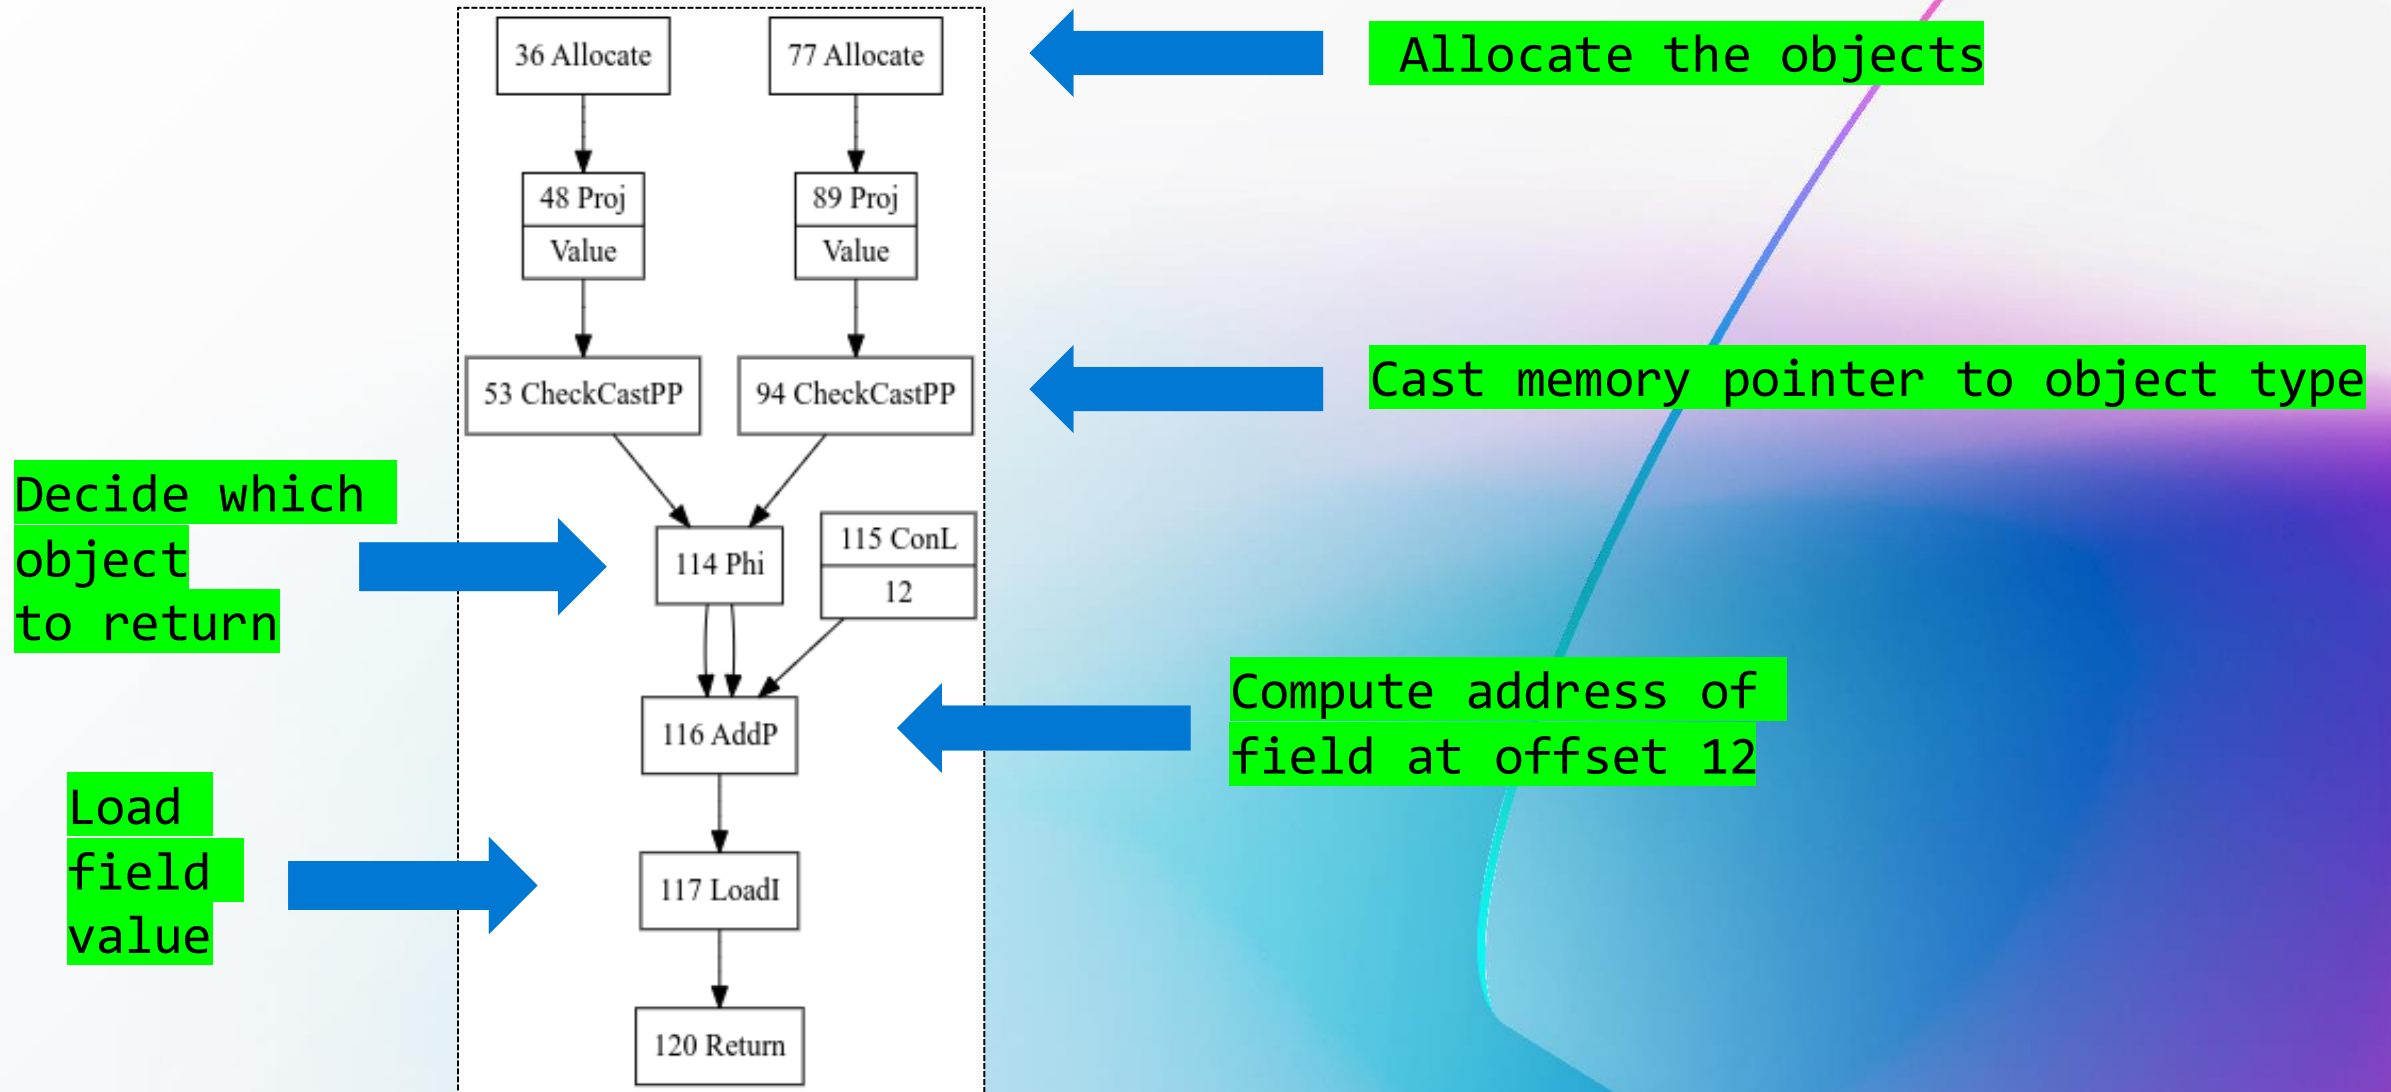 36 Allocate
77 Allocate
Allocate the objects
48 Proj
Value
89 Proj
Value
53 CheckCastPP
94 CheckCastPP
Cast memory pointer to object type
Decide which
object
to return
114 Phi
115 ConL
12
116 AddP
Compute address of
field at offset 12
Load
field
value
117 LoadI
120 Return